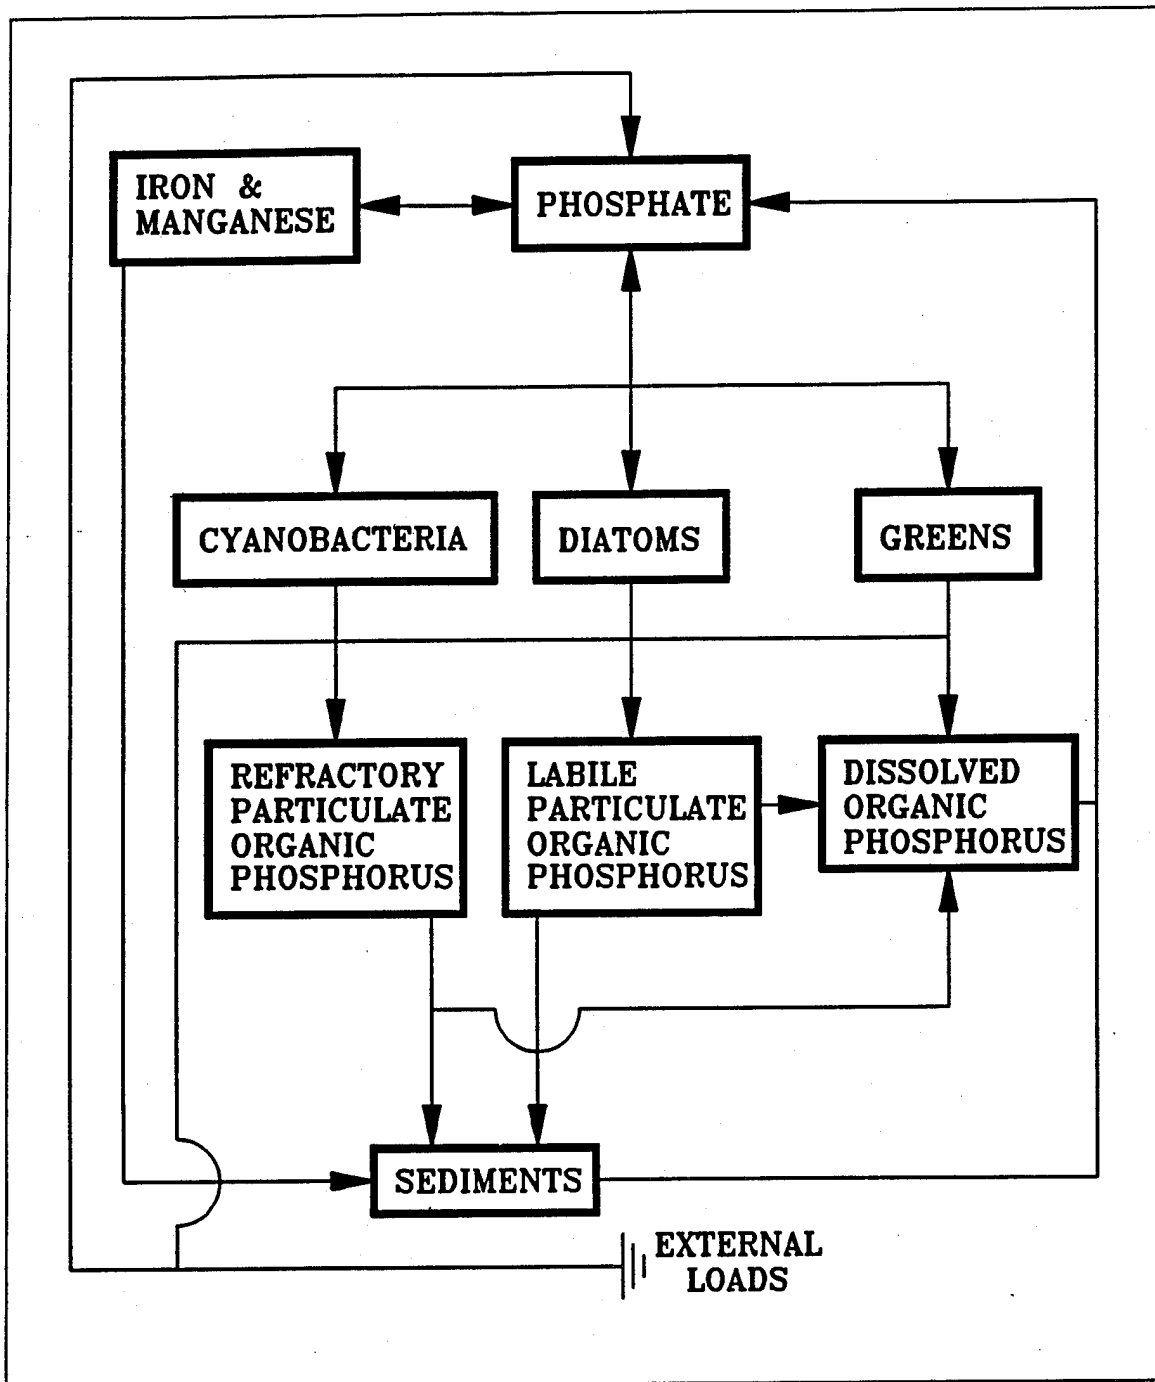 IRON &
MANGANESE
PHOSPHATE
CYANOBACTERIA
DIATOMS
GREENS
REFRACTORY
PARTICULATE
ORGANIC
PHOSPHORUS
LABILE
PARTICULATE
ORGANIC
PHOSPHORUS
DISSOLVED
ORGANIC
PHOSPHORUS
SEDIMENTS
EXTERNAL
LOADS